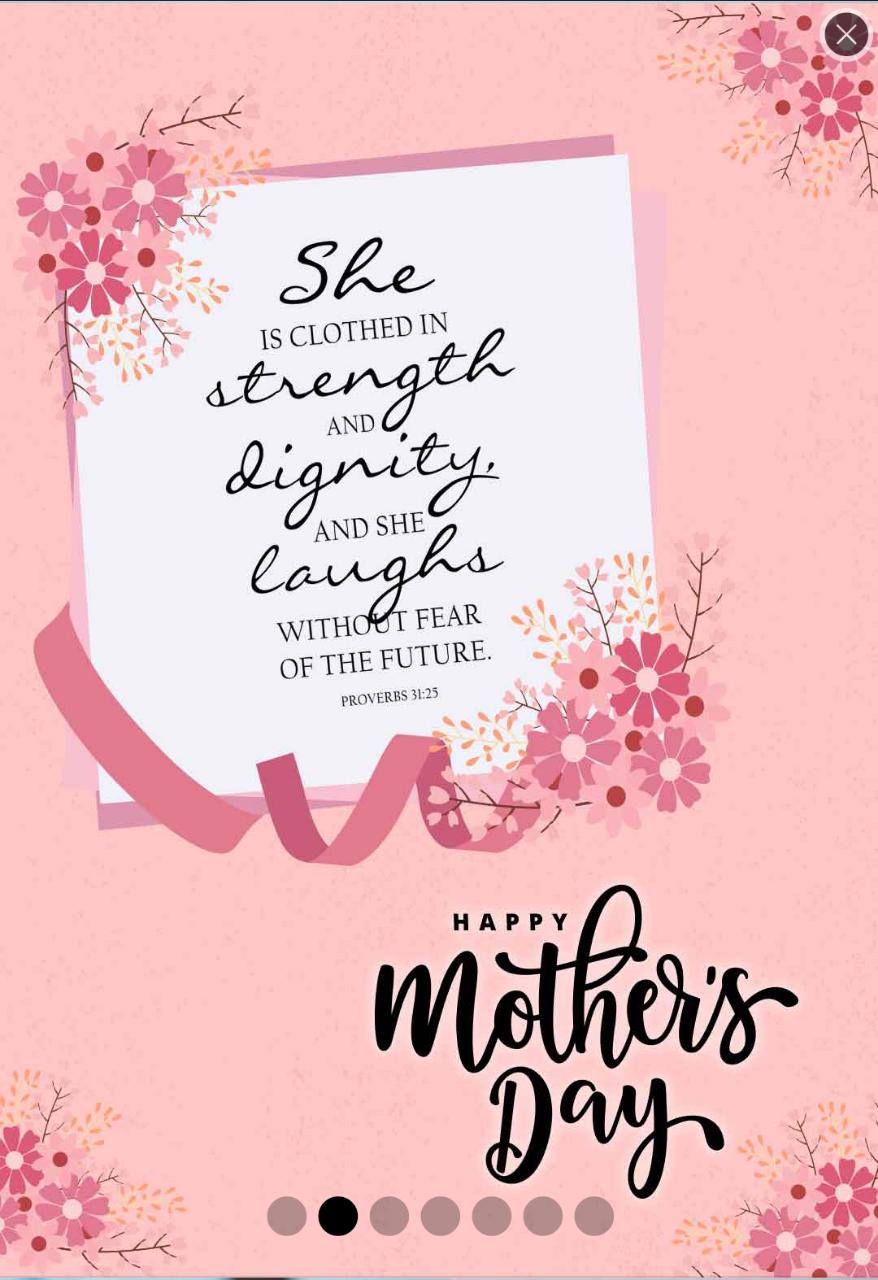 She
IS CLOTHED IN
strength
AND
dignity,
AND SHE
laughs
WITHOUT FEAR
OF THE FUTURE.
PROVERBS 31:25
HAPPY
Mother's
Day